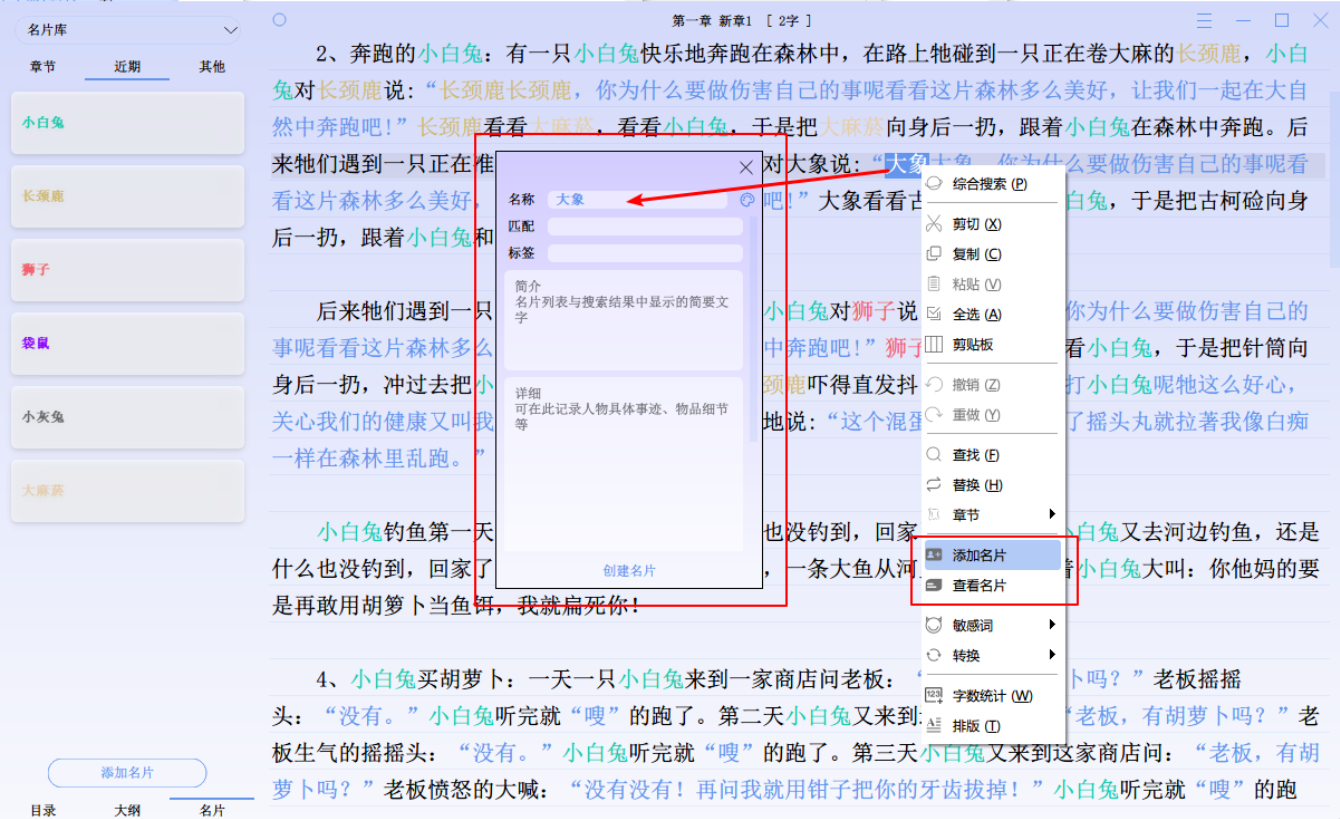 名片库
章节 近期 其他
小白兔
长颈鹿
狮子
袋鼠
小灰兔
大麻菸
添加名片
目录 大纲 名片
第一章 新章1 [ 2字 ]
2、奔跑的小白兔：有一只小白兔快乐地奔跑在森林中，在路上牠碰到一只正在卷大麻的长颈鹿，小白
兔对长颈鹿说：“长颈鹿长颈鹿，你为什么要做伤害自己的事呢看看这片森林多么美好，让我们一起在大自
然中奔跑吧！”长颈鹿看看大麻菸，看看小白兔，于是把大麻菸向身后一扔，跟着小白兔在森林中奔跑。后
来牠们遇到一只正在准 对大象说：“大象大象，你为什么要做伤害自己的事呢看
看这片森林多么美好， 吧！”大象看看古 白兔，于是把古柯硷向身
后一扔，跟着小白兔和
后来牠们遇到一只 小白兔对狮子说 你为什么要做伤害自己的
事呢看看这片森林多么 中奔跑吧！”狮子 看小白兔，于是把针筒向
身后一扔，冲过去把小 颈鹿吓得直发抖 打小白兔呢牠这么好心，
关心我们的健康又叫我 地说：“这个混蛋 了摇头丸就拉著我像白痴
一样在森林里乱跑。”
小白兔钓鱼第一天 也没钓到，回家 小白兔又去河边钓鱼，还是
什么也没钓到，回家了 ，一条大鱼从河 着小白兔大叫：你他妈的要
是再敢用胡箩卜当鱼饵，我就扁死你！
4、小白兔买胡萝卜：一天一只小白兔来到一家商店问老板：“ 卜吗？”老板摇摇
头：“没有。”小白兔听完就“嗖”的跑了。第二天小白兔又来到 “老板，有胡萝卜吗？”老
板生气的摇摇头：“没有。”小白兔听完就“嗖”的跑了。第三天小白兔又来到这家商店问：“老板，有胡
萝卜吗？”老板愤怒的大喊：“没有没有！再问我就用钳子把你的牙齿拔掉！”小白兔听完就“嗖”的跑
名称 大象
匹配
标签
简介
名片列表与搜索结果中显示的简要文
字
详细
可在此记录人物具体事迹、物品细节
等
创建名片
综合搜索 (P)
剪切 (X)
复制 (C)
粘贴 (V)
全选 (A)
剪贴板
撤销 (Z)
重做 (Y)
查找 (F)
替换 (H)
章节
添加名片
查看名片
敏感词
转换
字数统计 (W)
排版 (T)